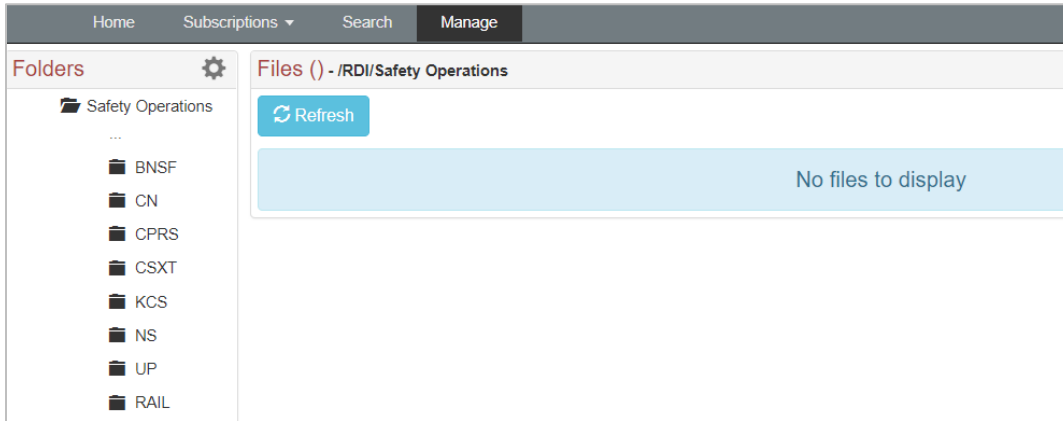 Home Subscriptions Search Manage
Folders
Safety Operations
...
BNSF
CN
CPRS
CSXT
KCS
NS
UP
RAIL
Files () - /RDI/Safety Operations
Refresh
No files to display